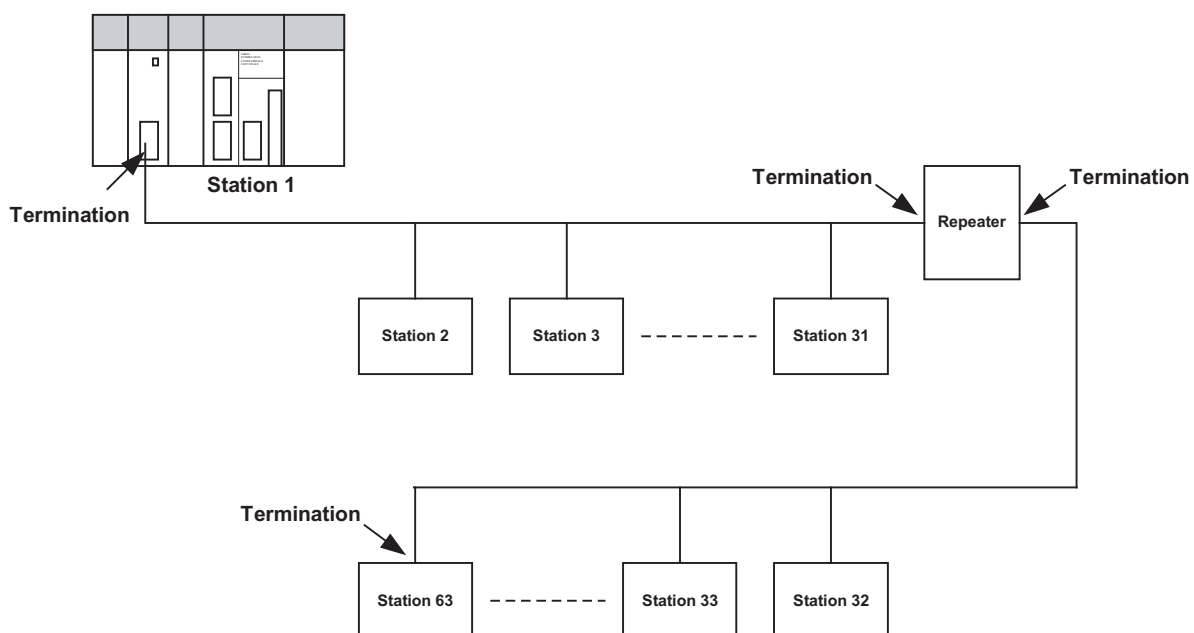 Station 1
Termination
Termination
Termination
Repeater
Station 2
Station 3
Station 31
Termination
Station 63
Station 33
Station 32